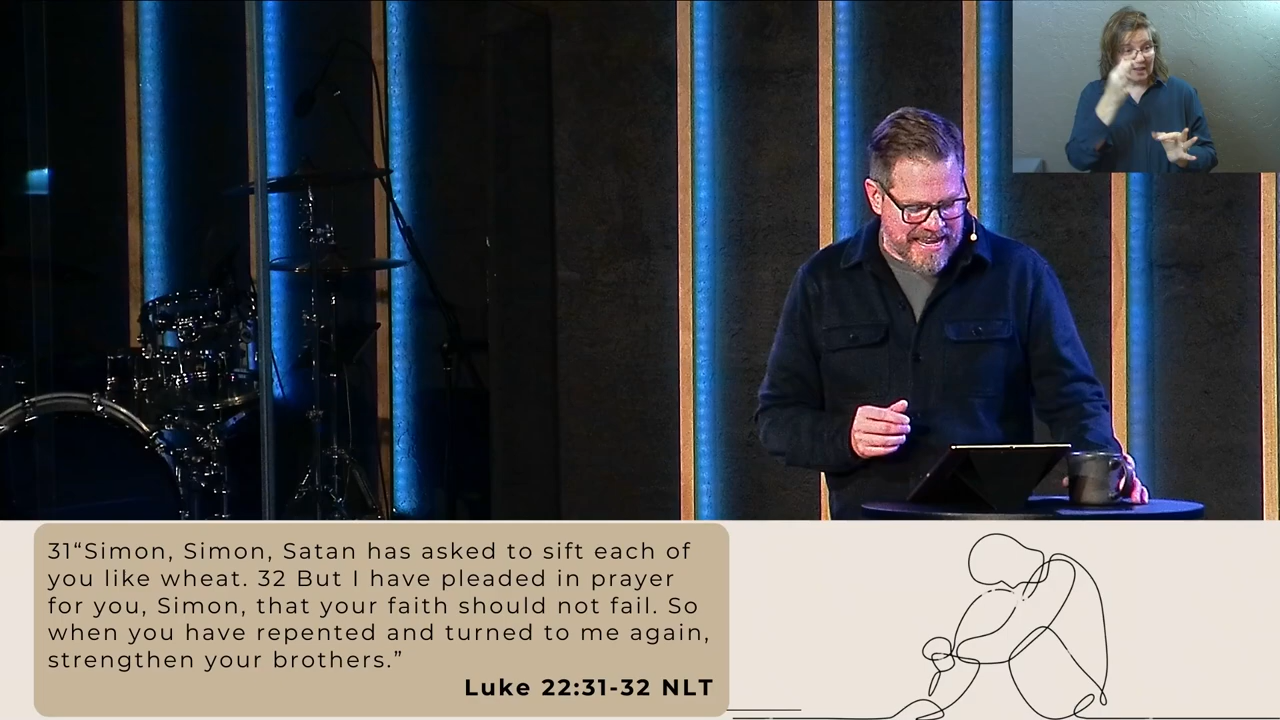 31“Simon, Simon, Satan has asked to sift each of
you like wheat. 32 But I have pleaded in prayer
for you, Simon, that your faith should not fail. So
when you have repented and turned to me again,
strengthen your brothers.”
Luke 22:31-32 NLT